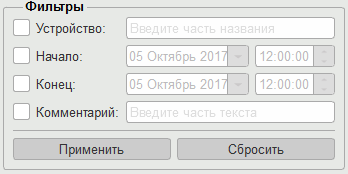 Фильтры
Устройство: Введите часть названия
Начало: 05 Октябрь 2017 12:00:00
Конец: 05 Октябрь 2017 12:00:00
Комментарий: Введите часть текста
Применить Сбросить